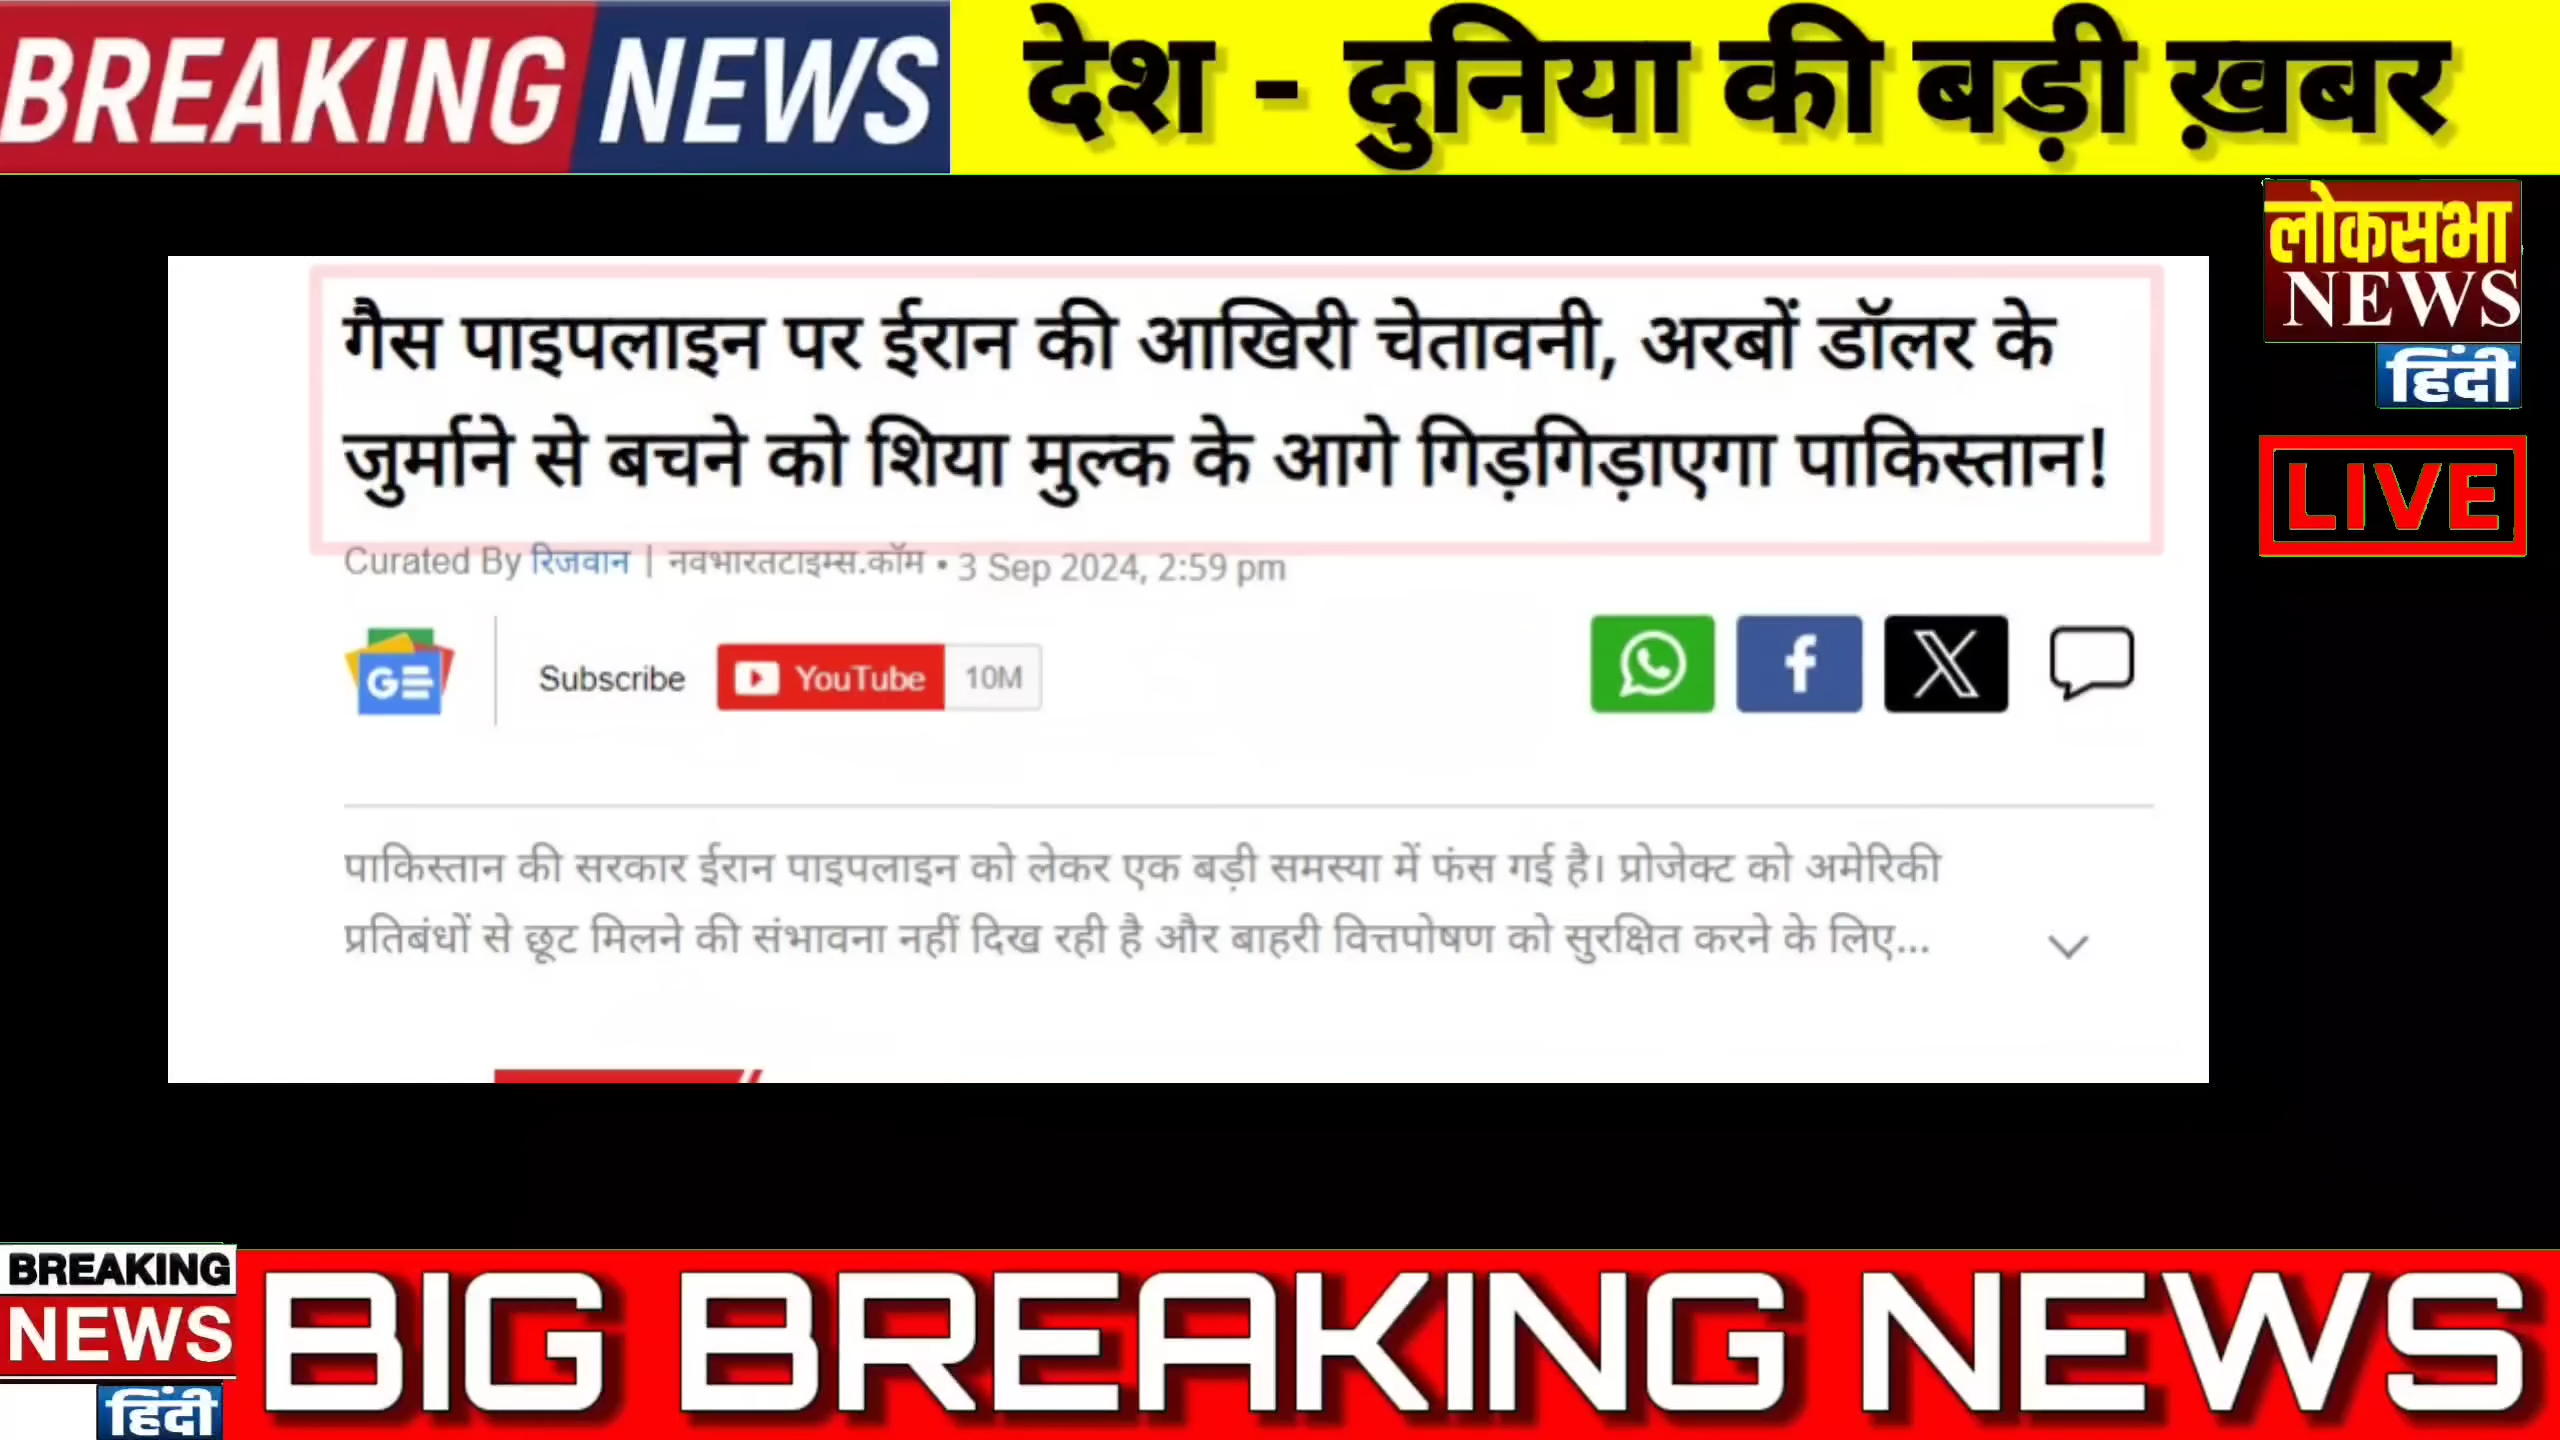 BREAKING NEWS देश - दुनिया की बड़ी ख़बर
लोकसभा
NEWS
हिंदी
LIVE
गैस पाइपलाइन पर ईरान की आखिरी चेतावनी, अरबों डॉलर के
जुर्माने से बचने को शिया मुल्क के आगे गिड़गिड़ाएगा पाकिस्तान!
Curated By रिजवान | नवभारतटाइम्स.कॉम • 3 Sep 2024, 2:59 pm
GE Subscribe YouTube 10M
पाकिस्तान की सरकार ईरान पाइपलाइन को लेकर एक बड़ी समस्या में फंस गई है। प्रोजेक्ट को अमेरिकी
प्रतिबंधों से छूट मिलने की संभावना नहीं दिख रही है और बाहरी वित्तपोषण को सुरक्षित करने के लिए...
BREAKING
NEWS
हिंदी
BIG BREAKING NEWS